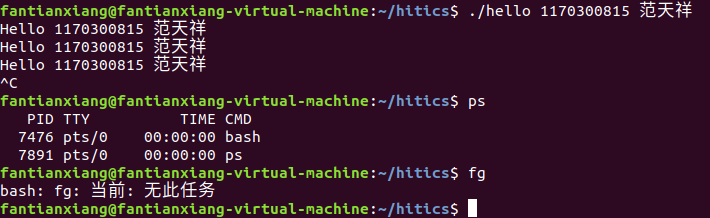 fantianxiang@fantianxiang-virtual-machine:~/hitics$ ./hello 1170300815 范天祥
Hello 1170300815 范天祥
Hello 1170300815 范天祥
Hello 1170300815 范天祥
^C
fantianxiang@fantianxiang-virtual-machine:~/hitics$ ps
   PID TTY          TIME CMD
  7476 pts/0    00:00:00 bash
  7891 pts/0    00:00:00 ps
fantianxiang@fantianxiang-virtual-machine:~/hitics$ fg
bash: fg: 当前: 无此任务
fantianxiang@fantianxiang-virtual-machine:~/hitics$